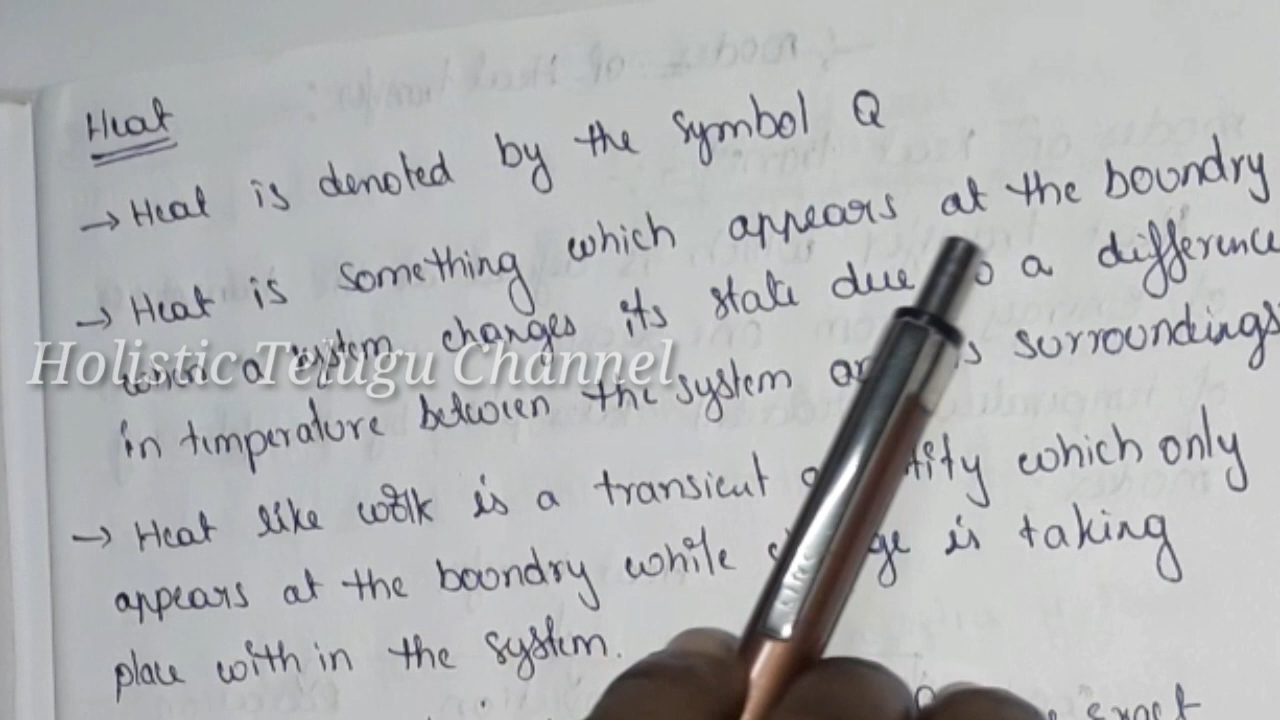 Heat
→ Heat is denoted by the symbol Q
→ Heat is something which appears at the boundry
when a system changes its state due a difference
in temperature between the system surroundings
→ Heat like work is a transient which only
appears at the boondry while is taking
place with in the system.
Holistic Telugu Channel